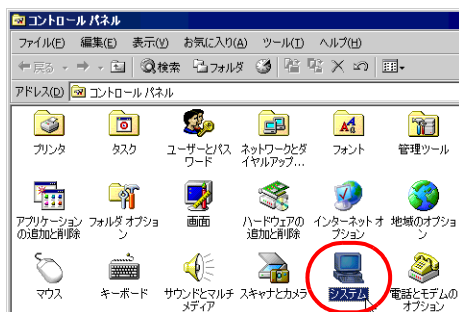 コントロール パネル
ファイル(F) 編集(E) 表示(V) お気に入り(A) ツール(T) ヘルプ(H)
戻る 検索 フォルダ
アドレス(D) コントロール パネル
プリンタ タスク ユーザーとパス ネットワークとダ フォント 管理ツール
ワード イヤルアップ...
アプリケーション フォルダ オプショ 画面 ハードウェアの インターネット オ 地域のオプショ
の追加と削除 ン 追加と削除 プション ン
マウス キーボード サウンドとマルチ スキャナとカメラ システム 電話とモデムの
メディア オプション